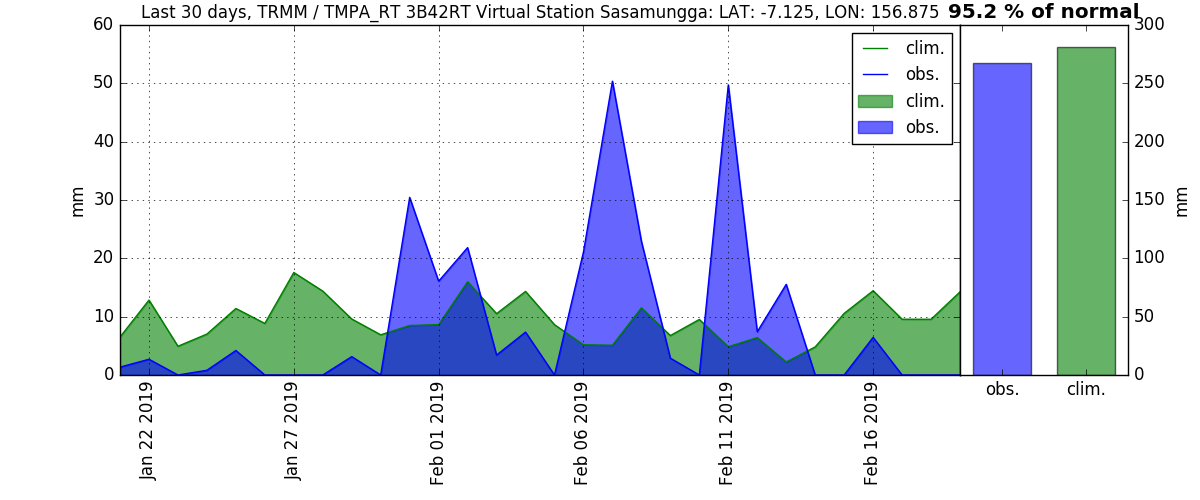 Last 30 days, TRMM / TMPA_RT 3B42RT Virtual Station Sasamungga: LAT: -7.125, LON: 156.875
95.2 % of normal
60
50
40
30
20
10
0
mm
clim.
obs.
clim.
obs.
Jan 22 2019
Jan 27 2019
Feb 01 2019
Feb 06 2019
Feb 11 2019
Feb 16 2019
300
250
200
150
100
50
0
mm
obs.
clim.